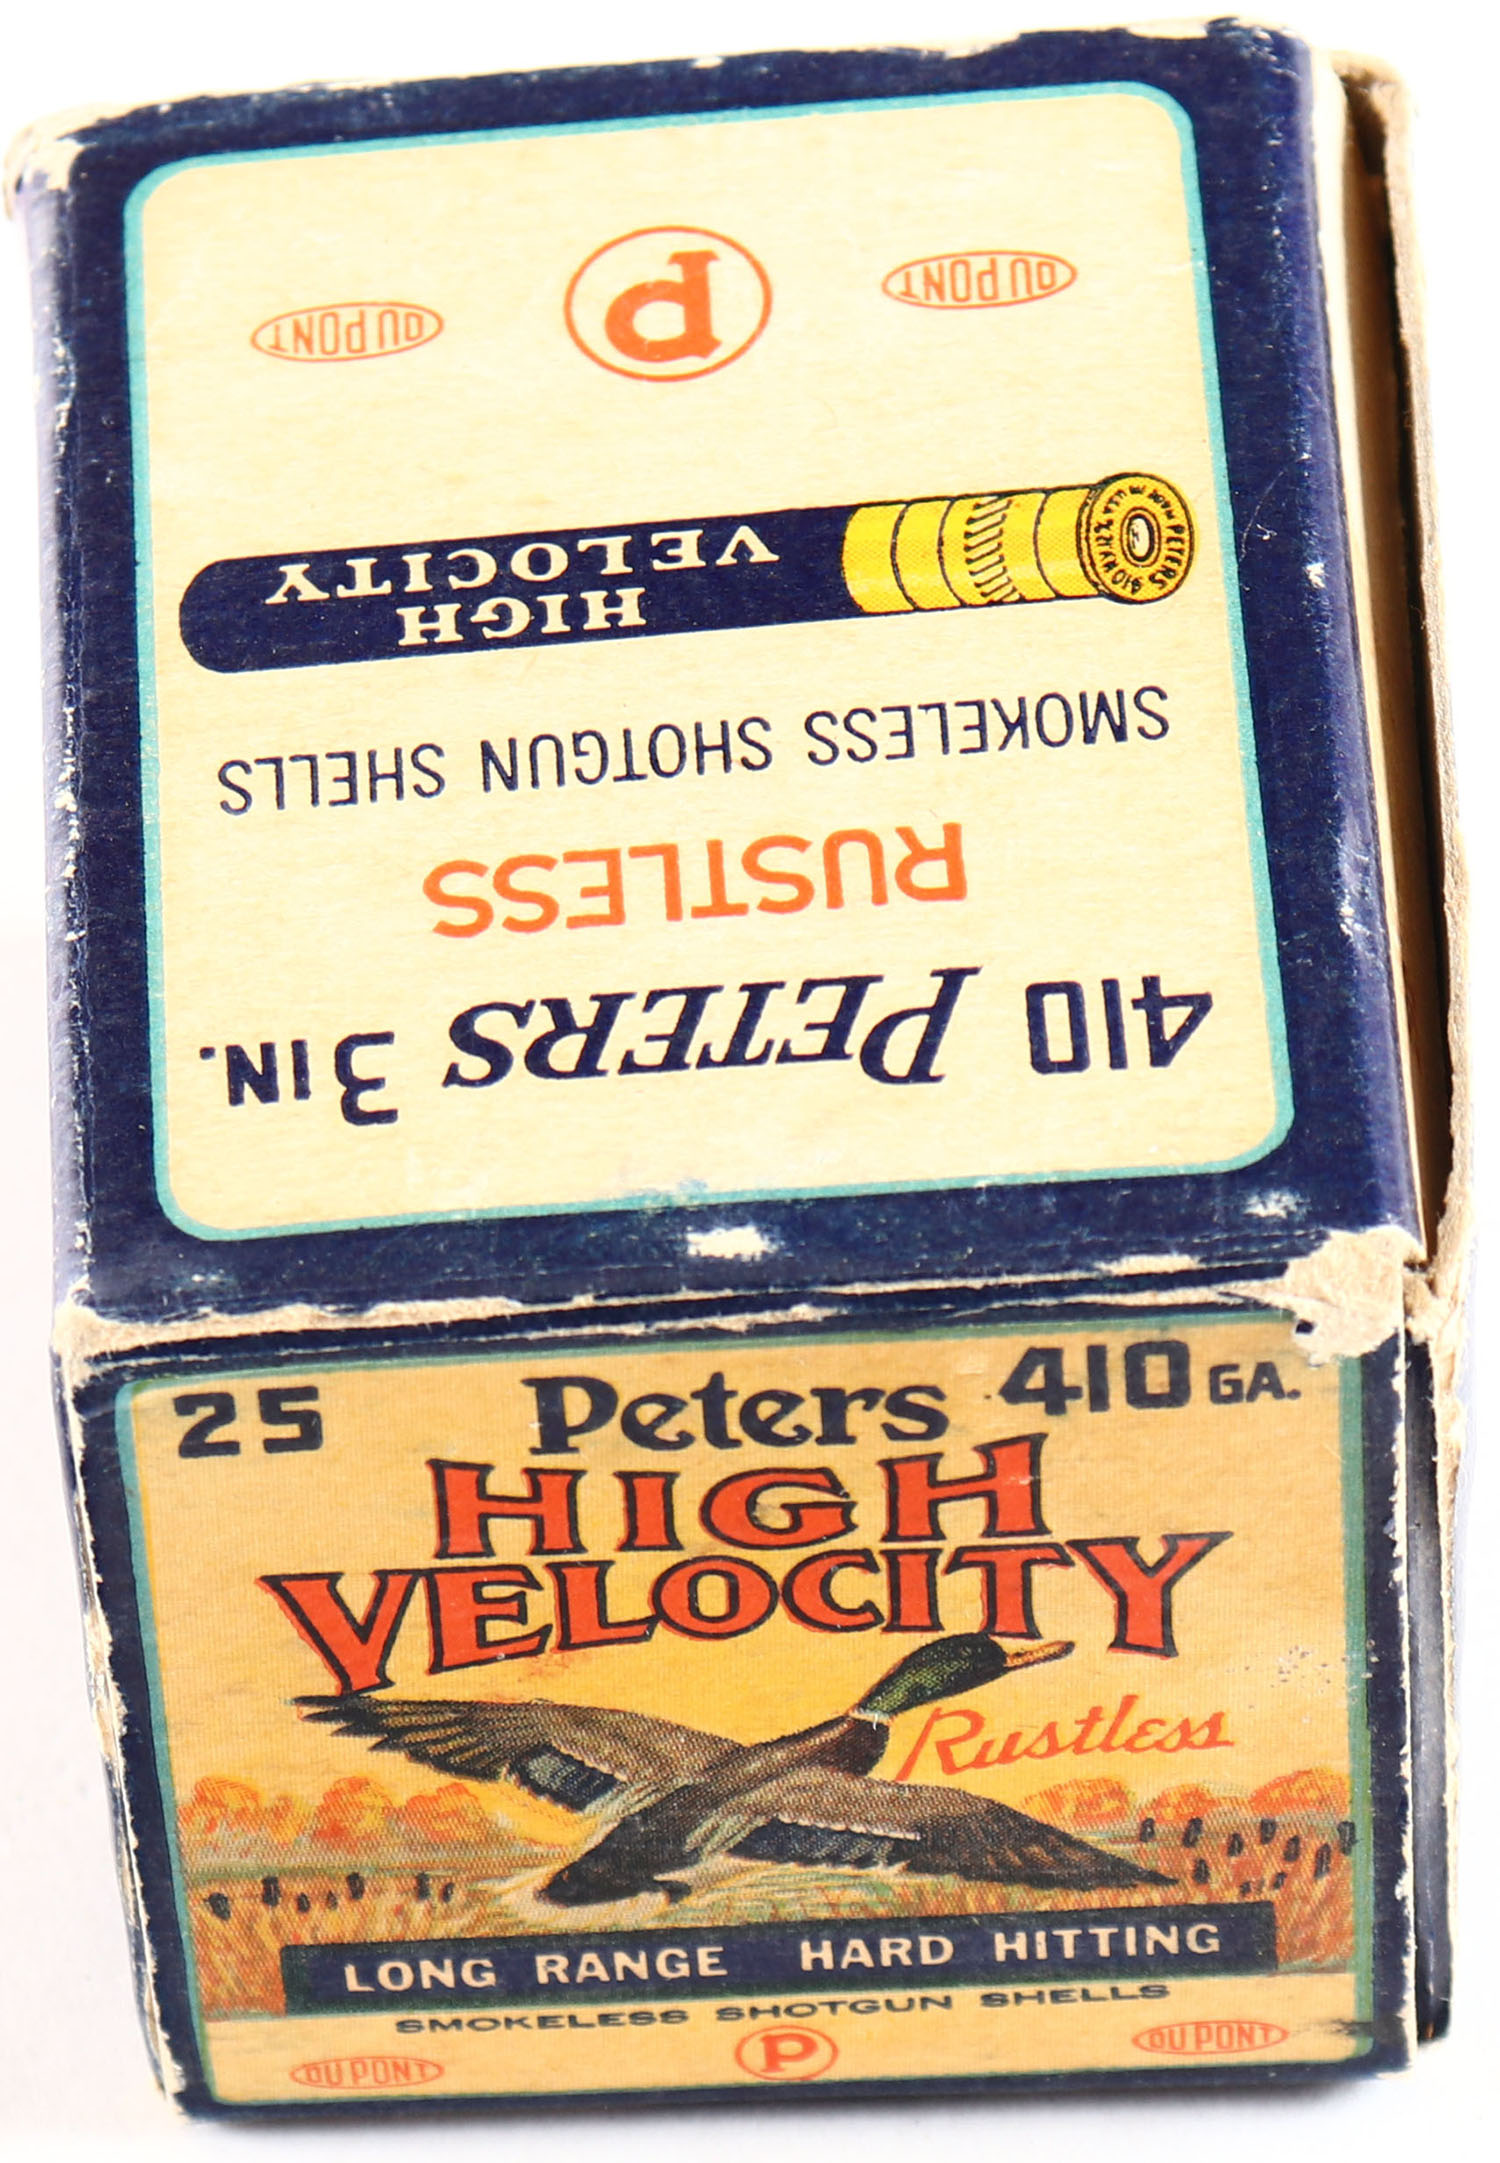 410 PETERS 3 IN.
RUSTLESS
SMOKELESS SHOTGUN SHELLS
HIGH
VELOCITY
PETERS
DU PONT P DU PONT
25 Peters 410 GA.
HIGH
VELOCITY
Rustless
LONG RANGE HARD HITTING
SMOKELESS SHOTGUN SHELLS
DU PONT P DU PONT